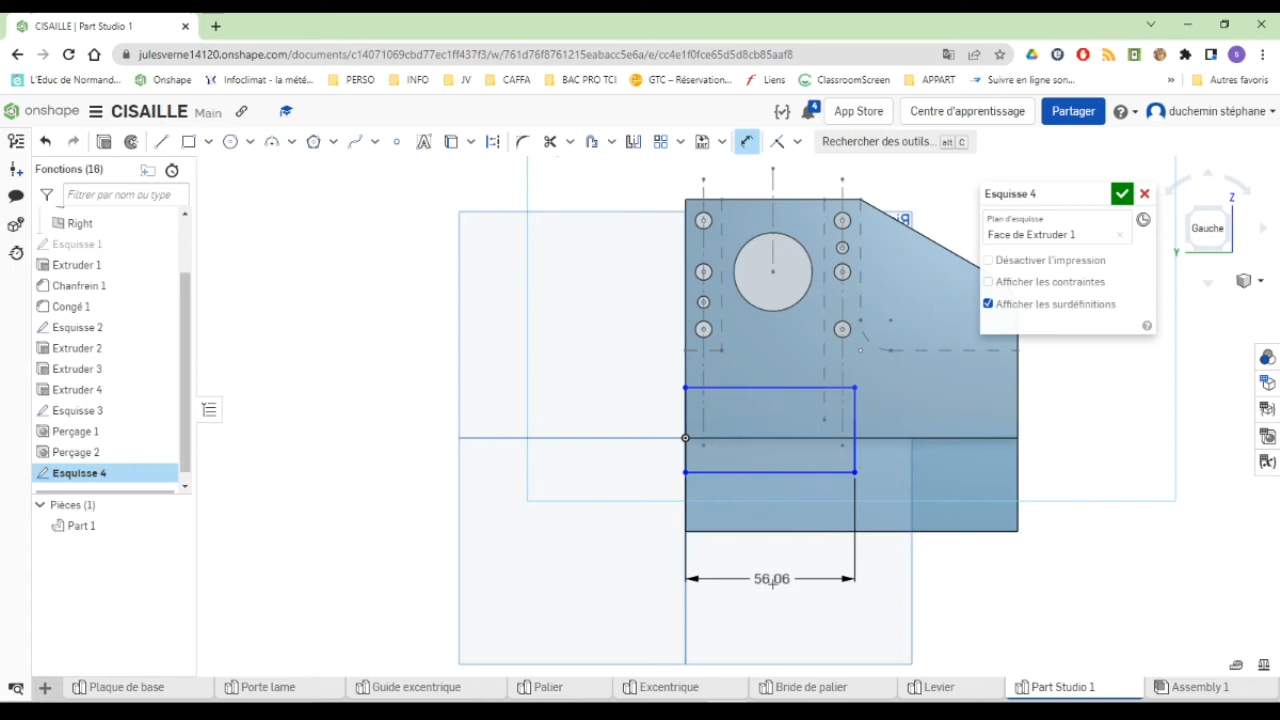 CISAILLE | Part Studio 1
julesverne14120.onshape.com/documents/c14071069cbd77ec1ff437f3/w/761d76f8761215eabacc5e6a/e/cc4e1f0fce65d5d8cb85aaf8
L'Educ de Normand...
Onshape
Infoclimat - la mété...
PERSO
INFO
JV
CAFFA
BAC PRO TCI
GTC – Réservation...
Liens
ClassroomScreen
APPART
Suivre en ligne son...
»
Autres favoris
onshape
CISAILLE
Main
4
App Store
Centre d'apprentissage
Partager
duchemin stéphane
Rechercher des outils...
alt
C
Fonctions (16)
Filtrer par nom ou type
Right
Esquisse 1
Extruder 1
Chanfrein 1
Congé 1
Esquisse 2
Extruder 2
Extruder 3
Extruder 4
Esquisse 3
Perçage 1
Perçage 2
Esquisse 4
Pièces (1)
Part 1
56.06
Esquisse 4
Plan d'esquisse
Face de Extruder 1
Désactiver l'impression
Afficher les contraintes
Afficher les surdéfinitions
Z
Gauche
Y
Plaque de base
Porte lame
Guide excentrique
Palier
Excentrique
Bride de palier
Levier
Part Studio 1
Assembly 1